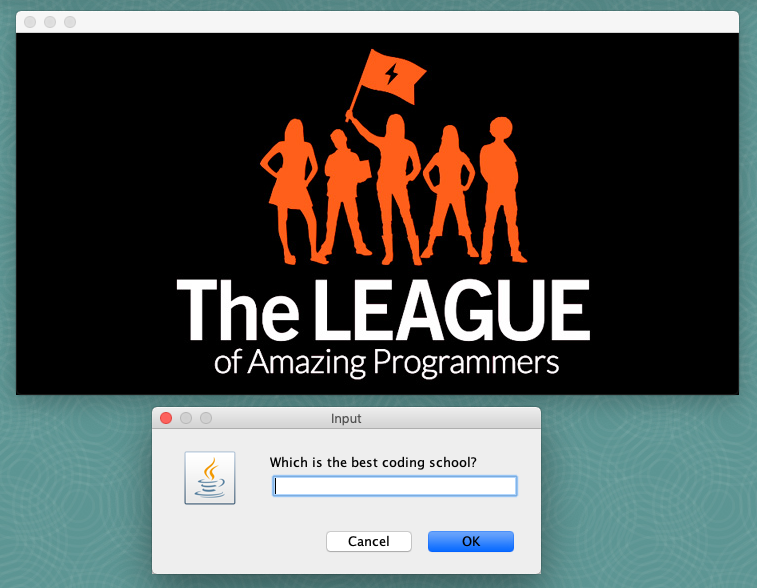 The LEAGUE
of Amazing Programmers
Input
Which is the best coding school?
Cancel
OK